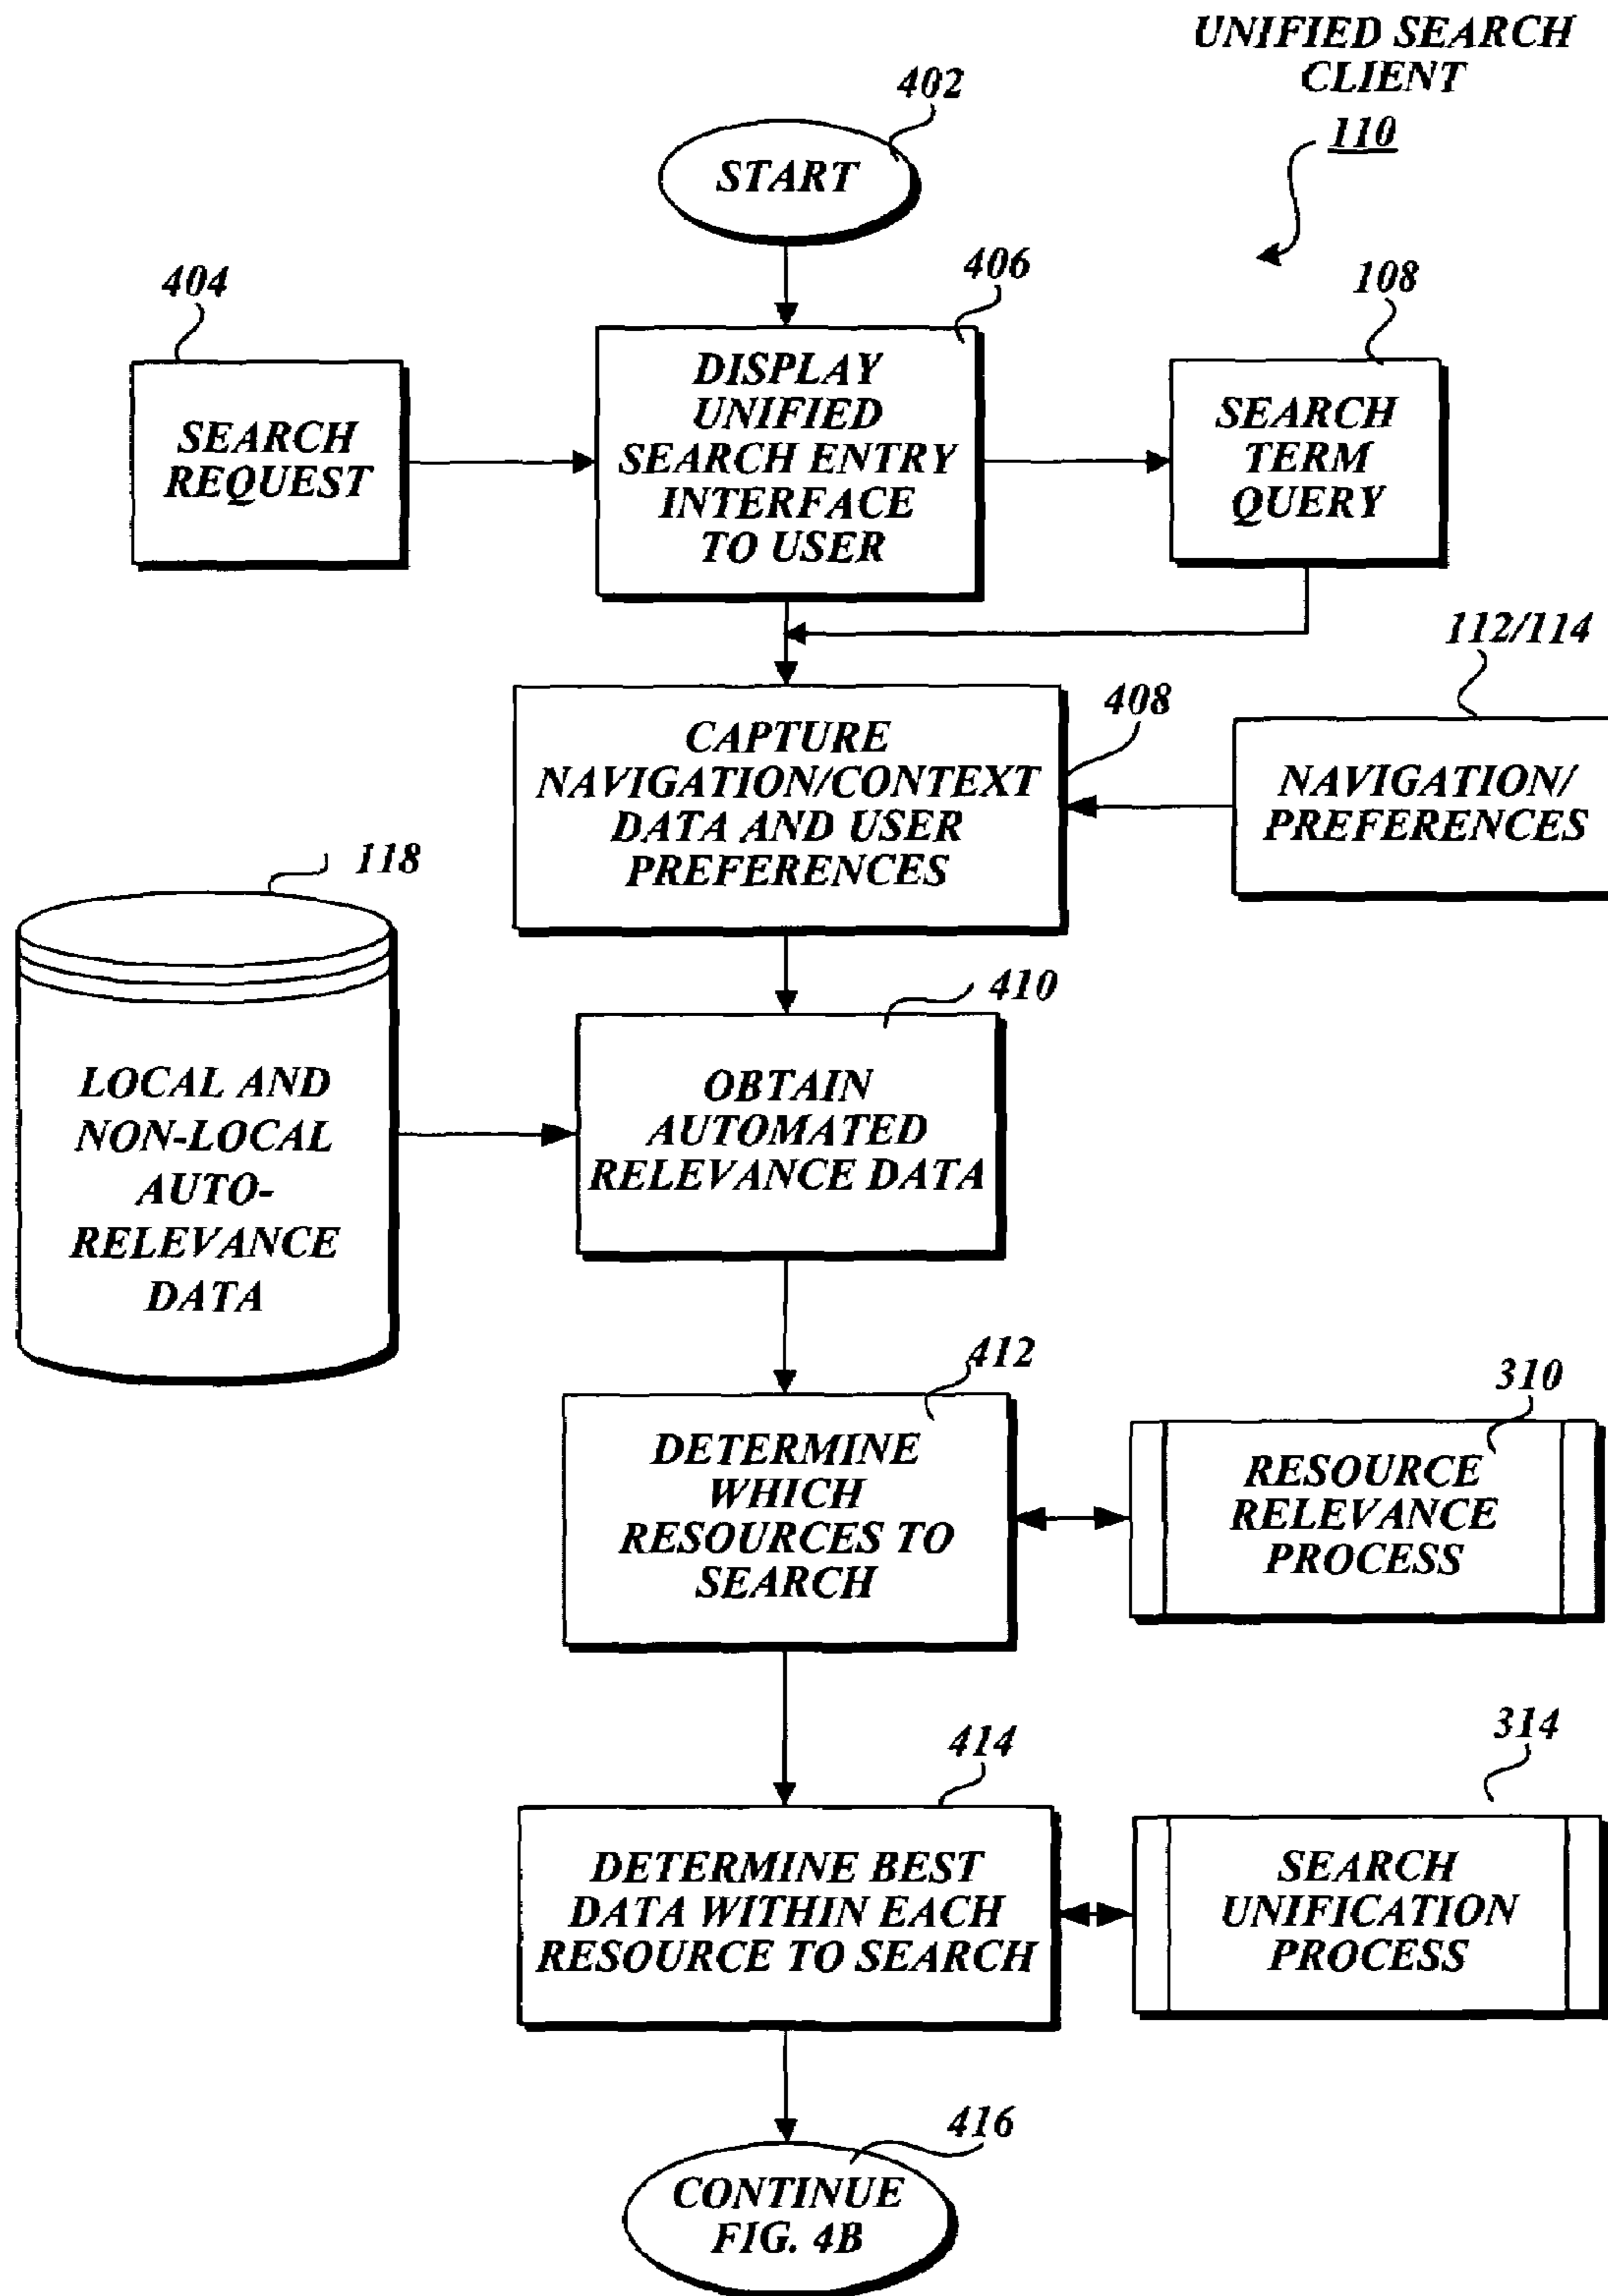 UNIFIED SEARCH
CLIENT
110
402
START
404
SEARCH
REQUEST
406
DISPLAY
UNIFIED
SEARCH ENTRY
INTERFACE
TO USER
108
SEARCH
TERM
QUERY
112/114
NAVIGATION/
PREFERENCES
408
CAPTURE
NAVIGATION/CONTEXT
DATA AND USER
PREFERENCES
118
LOCAL AND
NON-LOCAL
AUTO-
RELEVANCE
DATA
410
OBTAIN
AUTOMATED
RELEVANCE DATA
412
DETERMINE
WHICH
RESOURCES TO
SEARCH
310
RESOURCE
RELEVANCE
PROCESS
414
DETERMINE BEST
DATA WITHIN EACH
RESOURCE TO SEARCH
314
SEARCH
UNIFICATION
PROCESS
416
CONTINUE
FIG. 4B